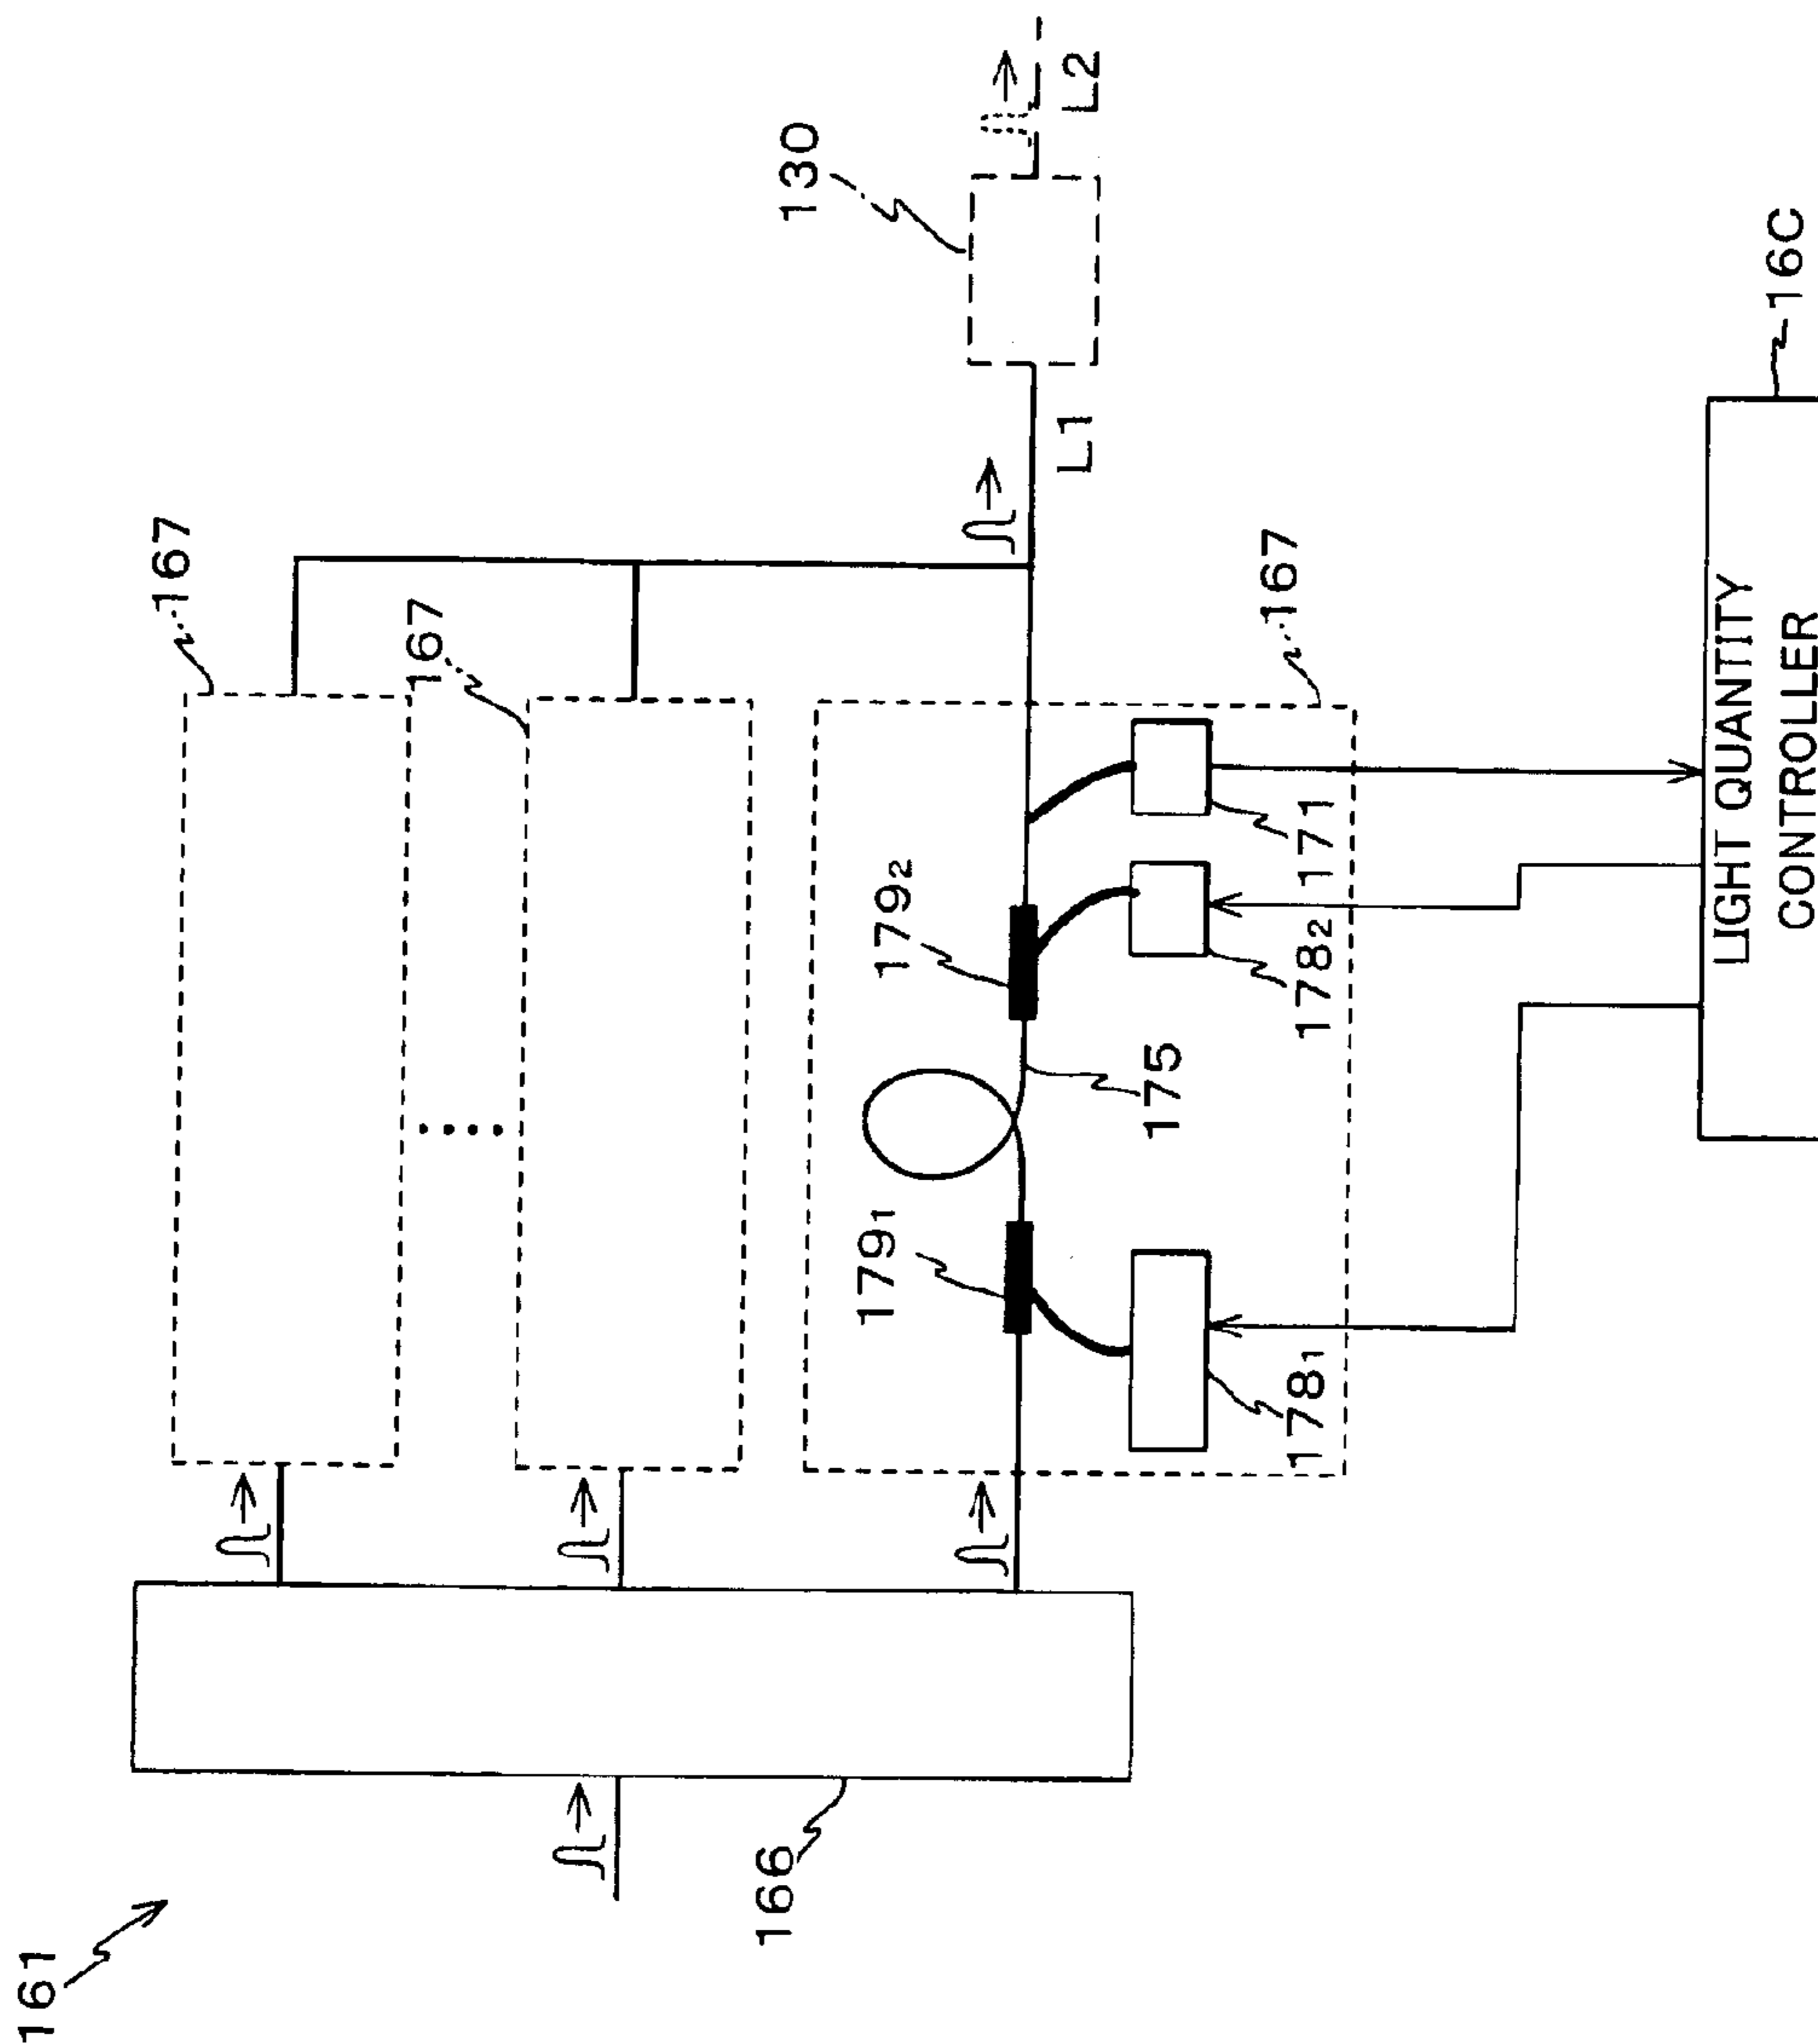 161
166
167
167
167
179₁
179₂
175
178₁
178₂
171
L1
130
L2
16C
LIGHT QUANTITY
CONTROLLER